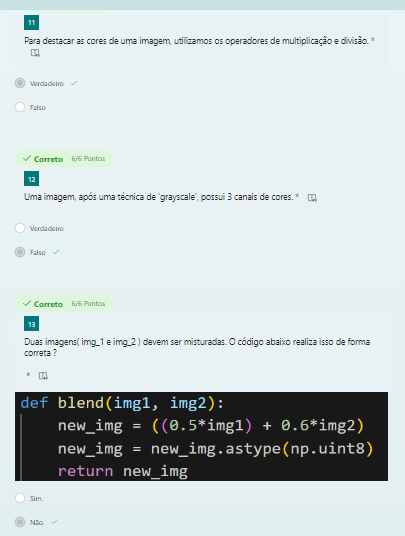 11
Para destacar as cores de uma imagem, utilizamos os operadores de multiplicação e divisão. *
Verdadeiro
Falso
Correto 6/6 Pontos
12
Uma imagem, após uma técnica de 'grayscale', possui 3 canais de cores. *
Verdadeiro
Falso
Correto 6/6 Pontos
13
Duas imagens( img_1 e img_2 ) devem ser misturadas. O código abaixo realiza isso de forma
correta ?
*
def blend(img1, img2):
new_img = ((0.5*img1) + 0.6*img2)
new_img = new_img.astype(np.uint8)
return new_img
Sim.
Não.